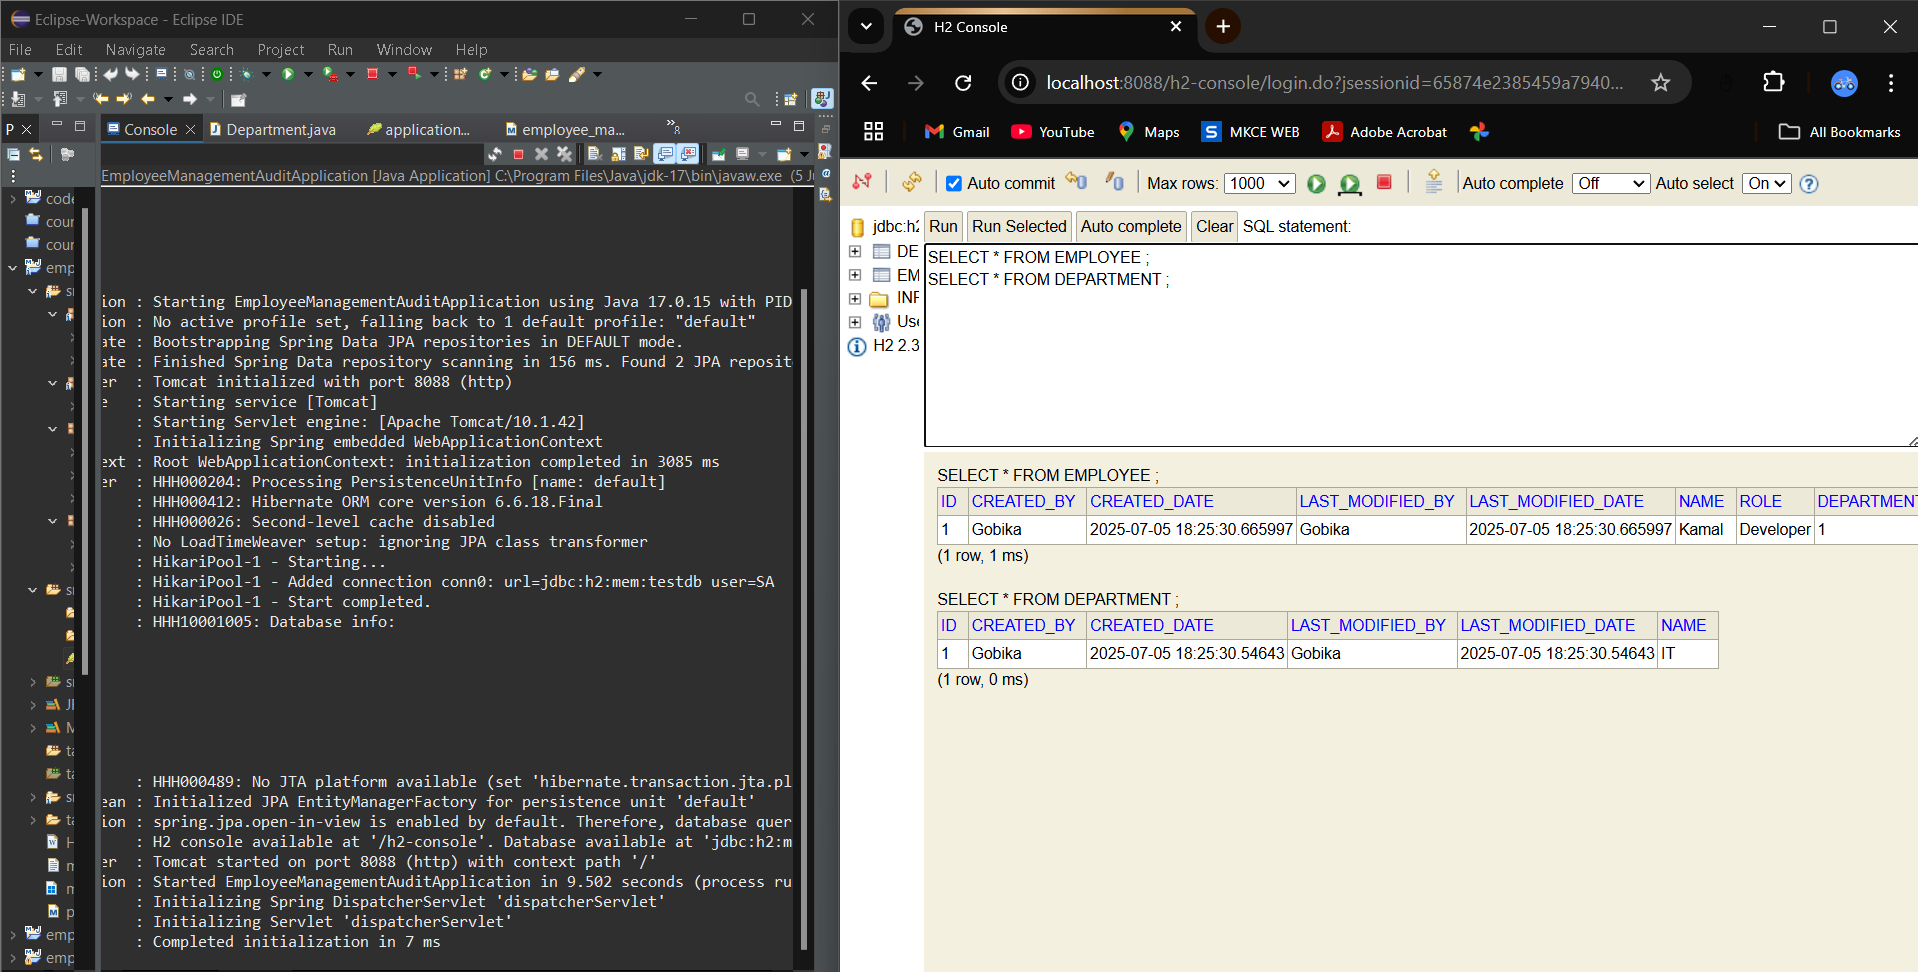 Eclipse-Workspace - Eclipse IDE
File Edit Navigate Search Project Run Window Help
P
Console
Department.java
application...
employee_ma...
8
EmployeeManagementAuditApplication [Java Application] C:\Program Files\Java\jdk-17\bin\javaw.exe (5 J
code
cour
cour
emp
ion : Starting EmployeeManagementAuditApplication using Java 17.0.15 with PID
ion : No active profile set, falling back to 1 default profile: "default"
ate : Bootstrapping Spring Data JPA repositories in DEFAULT mode.
ate : Finished Spring Data repository scanning in 156 ms. Found 2 JPA reposit
er : Tomcat initialized with port 8088 (http)
e : Starting service [Tomcat]
: Starting Servlet engine: [Apache Tomcat/10.1.42]
: Initializing Spring embedded WebApplicationContext
ext : Root WebApplicationContext: initialization completed in 3085 ms
er : HHH000204: Processing PersistenceUnitInfo [name: default]
: HHH000412: Hibernate ORM core version 6.6.18.Final
: HHH000026: Second-level cache disabled
: No LoadTimeWeaver setup: ignoring JPA class transformer
: HikariPool-1 - Starting...
: HikariPool-1 - Added connection conn0: url=jdbc:h2:mem:testdb user=SA
: HikariPool-1 - Start completed.
: HHH10001005: Database info:
: HHH000489: No JTA platform available (set 'hibernate.transaction.jta.pl
ean : Initialized JPA EntityManagerFactory for persistence unit 'default'
ion : spring.jpa.open-in-view is enabled by default. Therefore, database quer
: H2 console available at '/h2-console'. Database available at 'jdbc:h2:m
er : Tomcat started on port 8088 (http) with context path '/'
ion : Started EmployeeManagementAuditApplication in 9.502 seconds (process ru
: Initializing Spring DispatcherServlet 'dispatcherServlet'
: Initializing Servlet 'dispatcherServlet'
: Completed initialization in 7 ms
emp
emp
H2 Console
localhost:8088/h2-console/login.do?jsessionid=65874e2385459a7940...
Gmail YouTube Maps MKCE WEB Adobe Acrobat All Bookmarks
Auto commit Max rows: 1000 Auto complete Off Auto select On
jdbc:h2
DE
EM
INF
Use
H2 2.3
Run Run Selected Auto complete Clear SQL statement:
SELECT * FROM EMPLOYEE ;
SELECT * FROM DEPARTMENT ;
SELECT * FROM EMPLOYEE ;
ID CREATED_BY CREATED_DATE LAST_MODIFIED_BY LAST_MODIFIED_DATE NAME ROLE DEPARTMENT
1 Gobika 2025-07-05 18:25:30.665997 Gobika 2025-07-05 18:25:30.665997 Kamal Developer 1
(1 row, 1 ms)
SELECT * FROM DEPARTMENT ;
ID CREATED_BY CREATED_DATE LAST_MODIFIED_BY LAST_MODIFIED_DATE NAME
1 Gobika 2025-07-05 18:25:30.54643 Gobika 2025-07-05 18:25:30.54643 IT
(1 row, 0 ms)